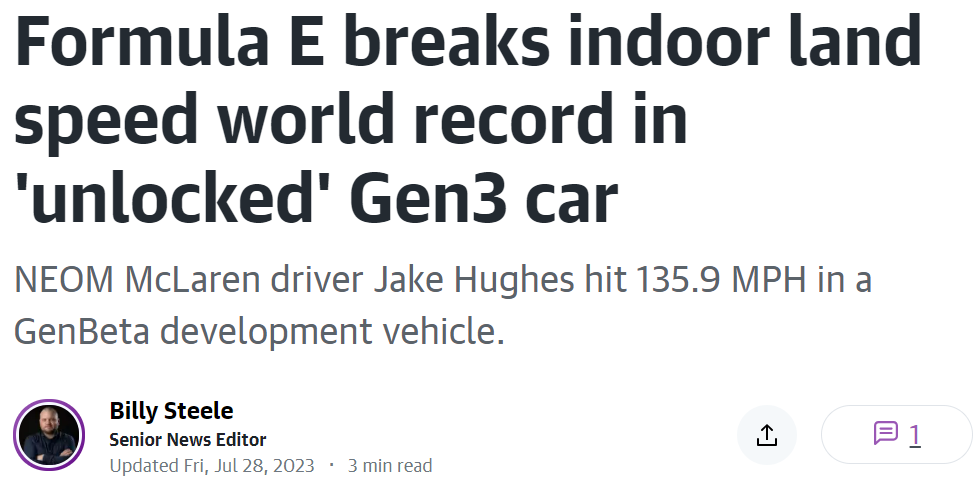 Formula E breaks indoor land
speed world record in
'unlocked' Gen3 car
NEOM McLaren driver Jake Hughes hit 135.9 MPH in a
GenBeta development vehicle.
Billy Steele
Senior News Editor
Updated Fri, Jul 28, 2023 · 3 min read
1